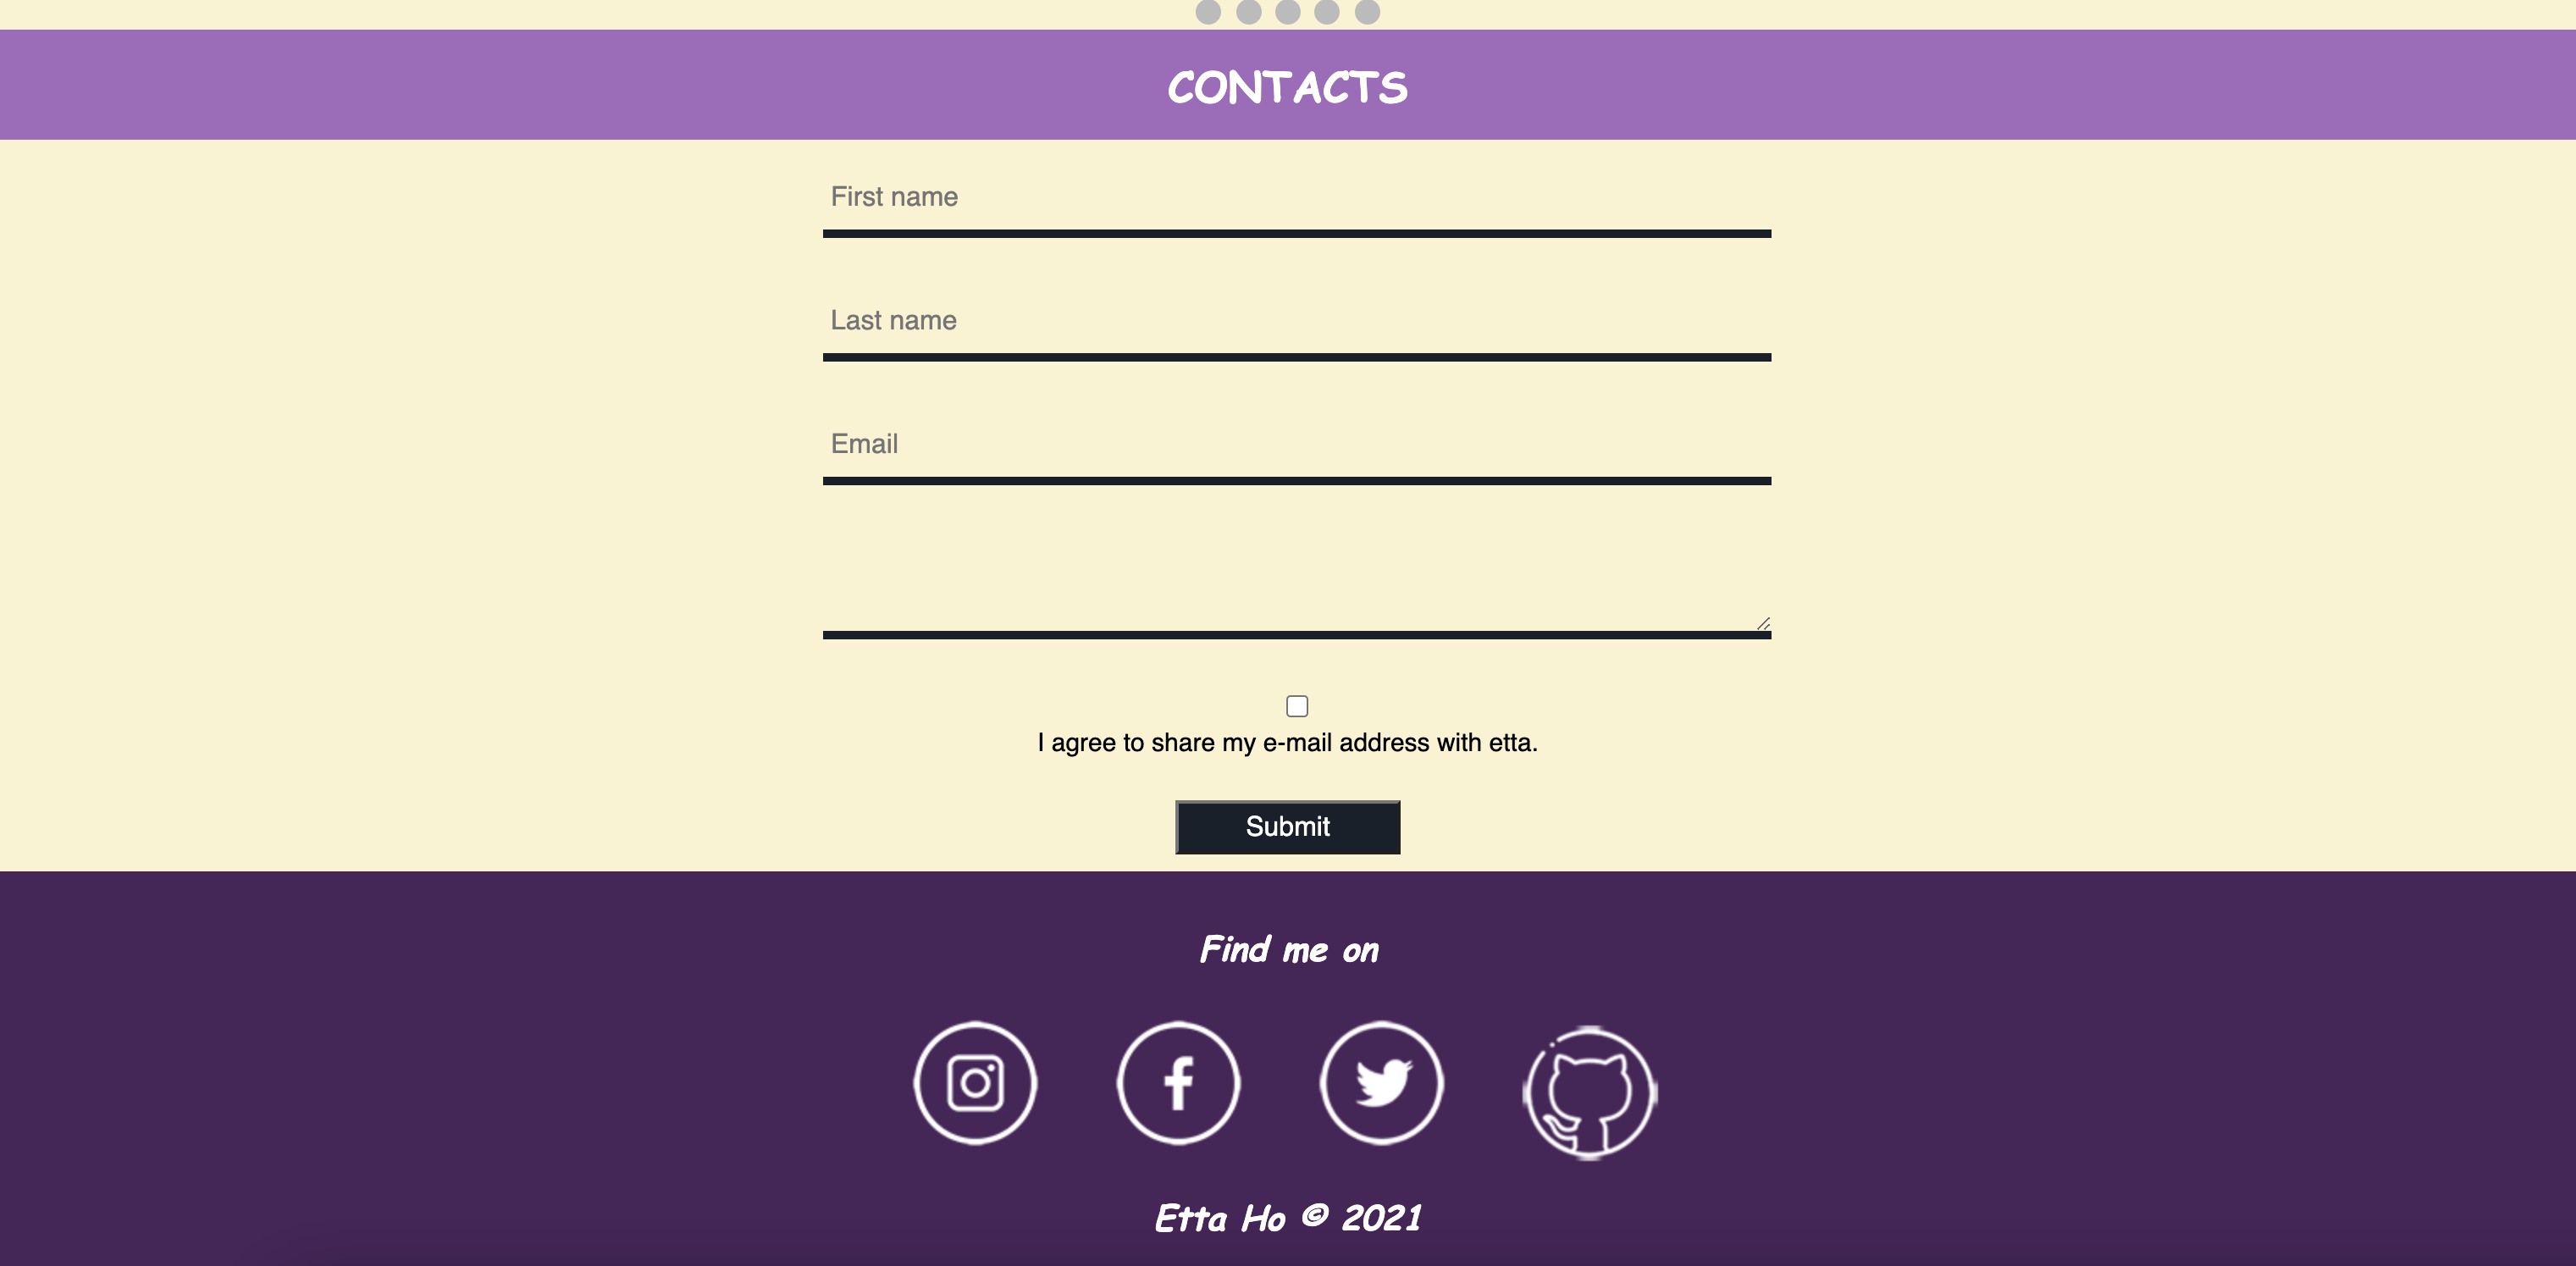 CONTACTS
First name
Last name
Email
I agree to share my e-mail address with etta.
Submit
Find me on
Etta Ho © 2021